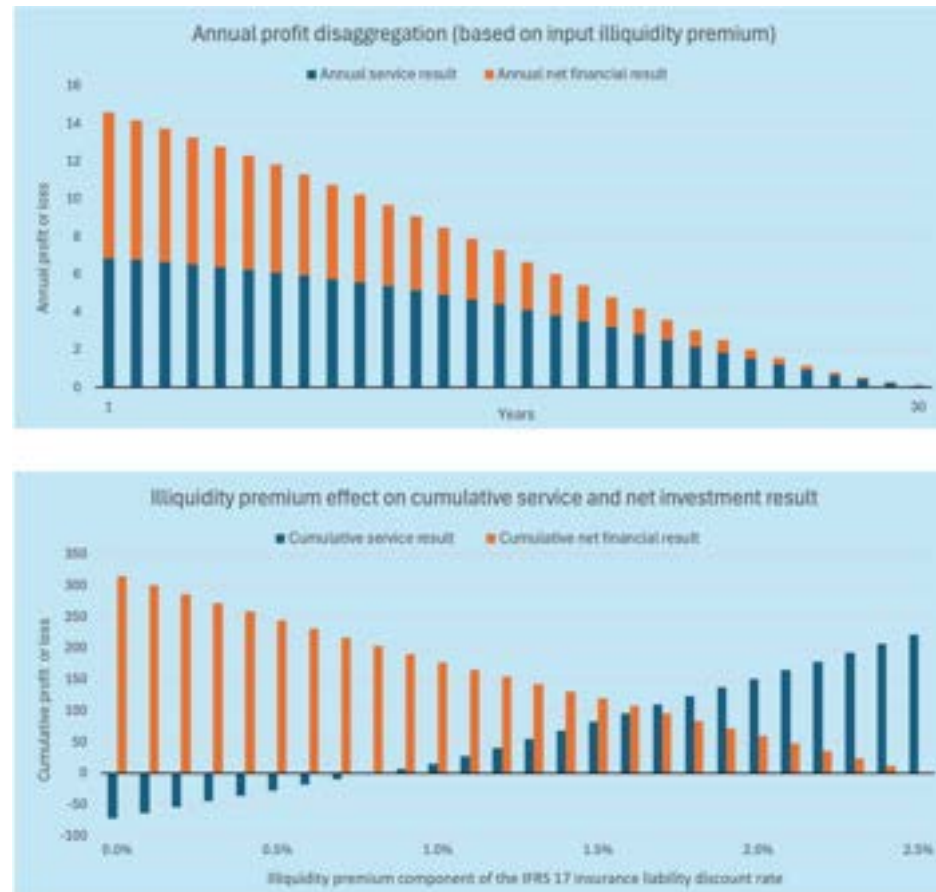 Annual profit disaggregation (based on input illiquidity premium)
Annual service result Annual net financial result
Annual profit or loss
16
14
12
10
8
6
4
2
0
1 30
Years
Illiquidity premium effect on cumulative service and net investment result
Cumulative service result Cumulative net financial result
Cumulative profit or loss
350
300
250
200
150
100
50
0
-50
-100
0.0% 0.5% 1.0% 1.5% 2.0% 2.5%
Illiquidity premium component of the IFRS 17 insurance liability discount rate